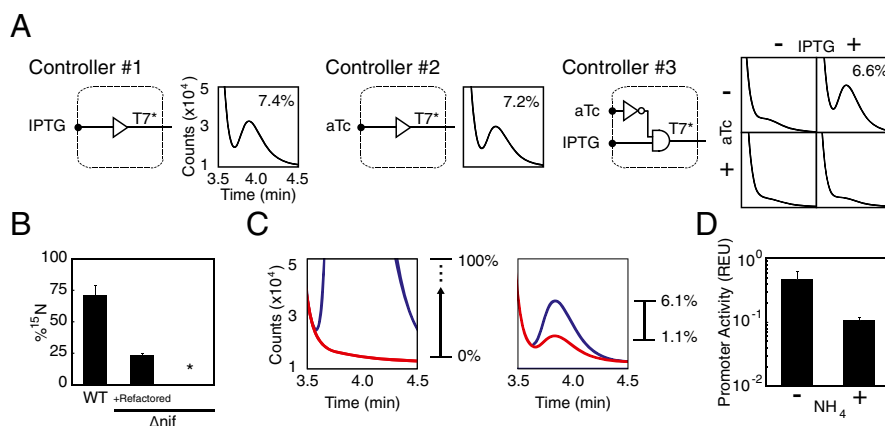 A
Controller #1
IPTG
T7*
Counts (x10⁴)
5
3
1
7.4%
3.5 4.0 4.5
Time (min)
Controller #2
aTc
T7*
7.2%
Controller #3
aTc
IPTG
T7*
- IPTG +
6.6%
-
aTc
+
B
%¹⁵N
100
75
50
25
0
*
WT +Refactored
Δnif
C
Counts (x10⁴)
5
3
1
100%
0%
3.5 4.0 4.5
Time (min)
6.1%
1.1%
3.5 4.0 4.5
Time (min)
D
Promoter Activity (REU)
10⁰
10⁻¹
10⁻²
- NH₄ +